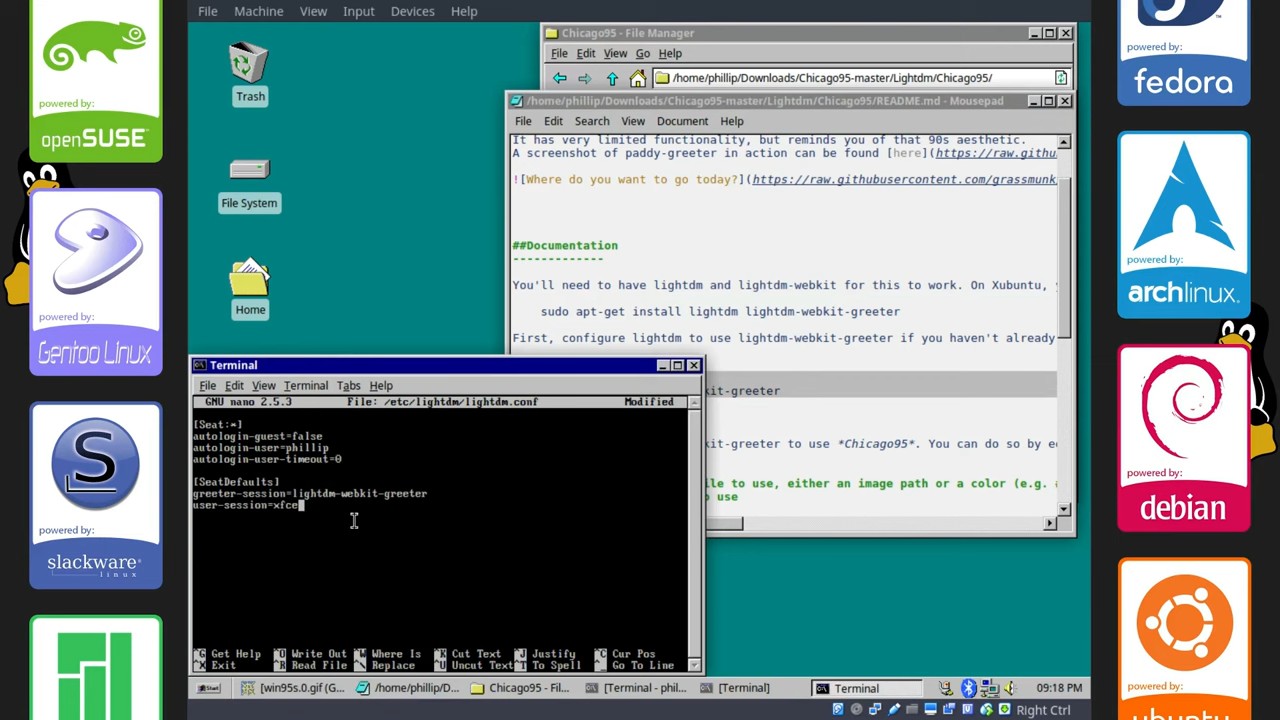 File Machine View Input Devices Help
powered by:
openSUSE
powered by:
Gentoo Linux
powered by:
slackware
linux
Trash
File System
Home
Chicago95 - File Manager
File Edit View Go Help
/home/phillip/Downloads/Chicago95-master/Lightdm/Chicago95/
/home/phillip/Downloads/Chicago95-master/Lightdm/Chicago95/README.md - Mousepad
File Edit Search View Document Help
It has very limited functionality, but reminds you of that 90s aesthetic.
A screenshot of paddy-greeter in action can be found [here](https://raw.githu
![Where do you want to go today?](https://raw.githubusercontent.com/grassmunk
##Documentation
-------------
You'll need to have lightdm and lightdm-webkit for this to work. On Xubuntu,
sudo apt-get install lightdm lightdm-webkit-greeter
First, configure lightdm to use lightdm-webkit-greeter if you haven't already
kit-greeter
kit-greeter to use *Chicago95*. You can do so by e
ile to use, either an image path or a color (e.g. #
to use
Terminal
File Edit View Terminal Tabs Help
GNU nano 2.5.3 File: /etc/lightdm/lightdm.conf Modified
[Seat:*]
autologin-guest=false
autologin-user=phillip
autologin-user-timeout=0
[SeatDefaults]
greeter-session=lightdm-webkit-greeter
user-session=xfce
^G Get Help ^O Write Out ^W Where Is ^K Cut Text ^J Justify ^C Cur Pos
^X Exit ^R Read File ^\ Replace ^U Uncut Text ^T To Spell ^_ Go To Line
Start [win95s.0.gif (G... /home/phillip/D... Chicago95 - Fil... [Terminal - phil... [Terminal] Terminal 09:18 PM
Right Ctrl
powered by:
fedora
powered by:
archlinux
powered by:
debian
powered by:
ubuntu